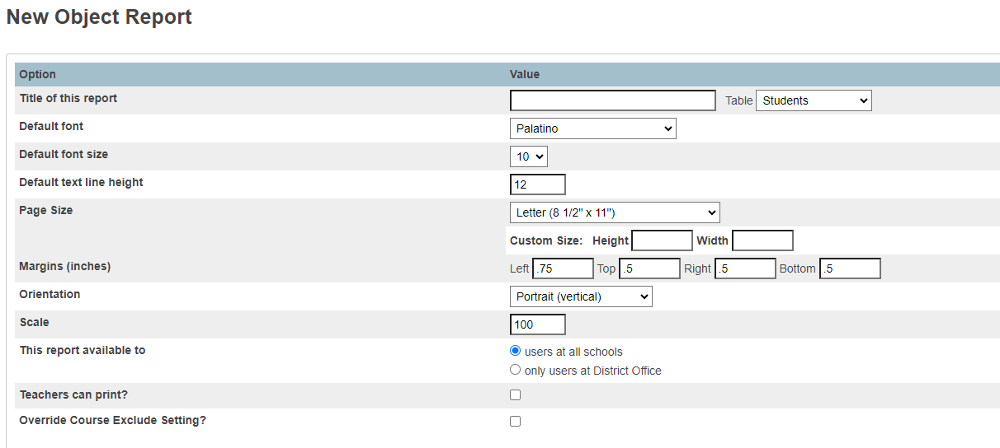 New Object Report
Option Value
Title of this report Table Students
Default font Palatino
Default font size 10
Default text line height 12
Page Size Letter (8 1/2" x 11")
Custom Size: Height Width
Margins (inches) Left .75 Top .5 Right .5 Bottom .5
Orientation Portrait (vertical)
Scale 100
This report available to users at all schools
only users at District Office
Teachers can print?
Override Course Exclude Setting?